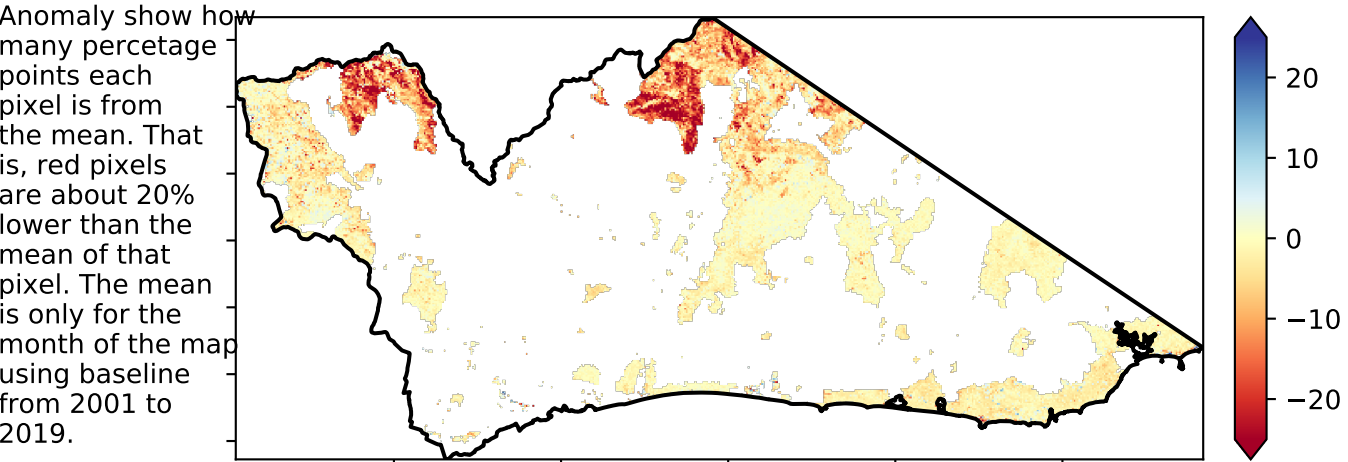 Anomaly show how
many percetage
points each
pixel is from
the mean. That
is, red pixels
are about 20%
lower than the
mean of that
pixel. The mean
is only for the
month of the map
using baseline
from 2001 to
2019.
20
10
0
−10
−20